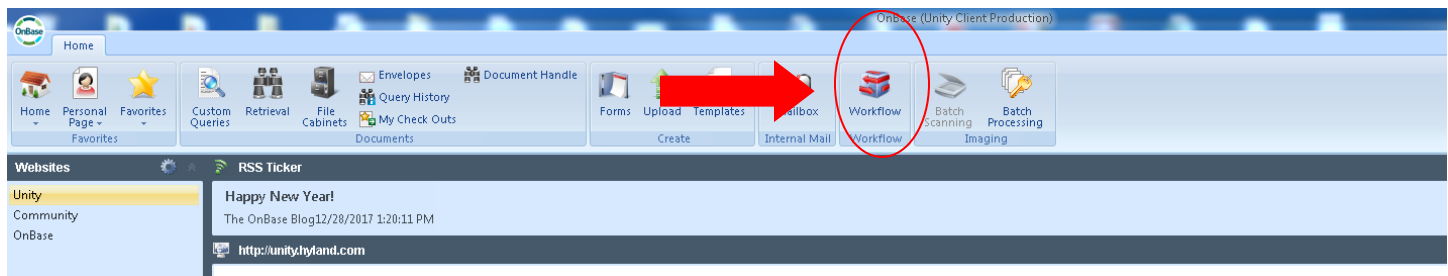 OnBase (Unity Client Production)
OnBase
Home
Home
Personal Page
Favorites
Favorites
Custom Queries
Retrieval
File Cabinets
Envelopes
Query History
My Check Outs
Document Handle
Documents
Forms
Upload
Templates
Create
Mailbox
Internal Mail
Workflow
Workflow
Batch Scanning
Batch Processing
Imaging
Websites
Unity
Community
OnBase
RSS Ticker
Happy New Year!
The OnBase Blog12/28/2017 1:20:11 PM
http://unity.hyland.com